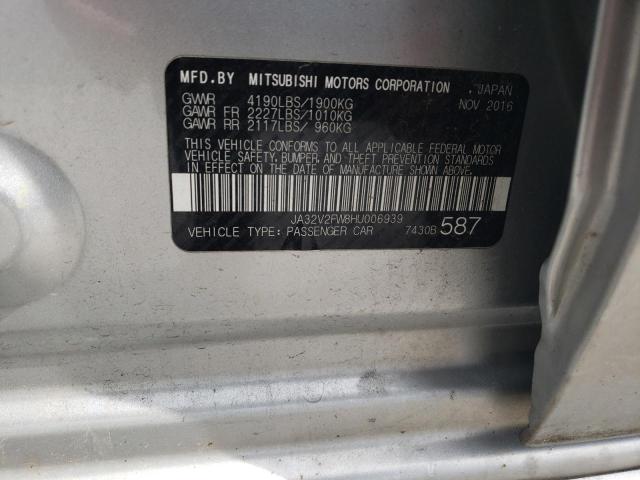 MFD.BY MITSUBISHI MOTORS CORPORATION , JAPAN
GVWR 4190LBS/1900KG NOV 2016
GAWR FR 2227LBS/1010KG
GAWR RR 2117LBS/ 960KG
THIS VEHICLE CONFORMS TO ALL APPLICABLE FEDERAL MOTOR
VEHICLE SAFETY, BUMPER, AND THEFT PREVENTION STANDARDS
IN EFFECT ON THE DATE OF MANUFACTURE SHOWN ABOVE.
JA32V2FW8HU006939
VEHICLE TYPE: PASSENGER CAR 7430B 587